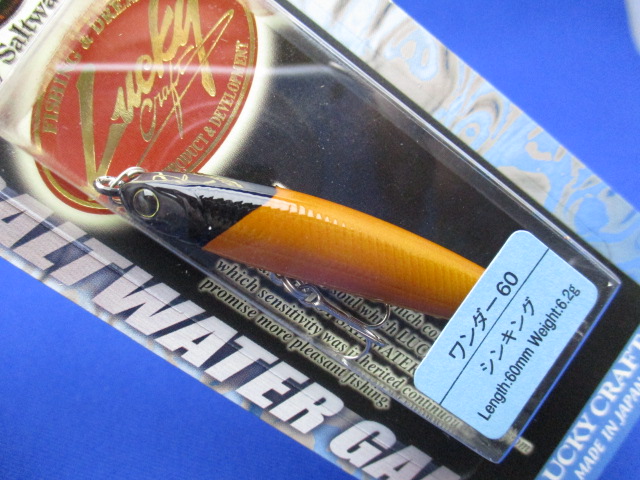 Saltwa
FISHING & DREAM
Lucky
Craft
PRODUCT & DEVELOPMENT
ALTWATER GA
which sensitivity was inherited
promise more pleasant fishing.
ワンダー60
シンキング
Length:60mm Weight:6.2g
UCKY CRAFT
MADE IN JAPAN